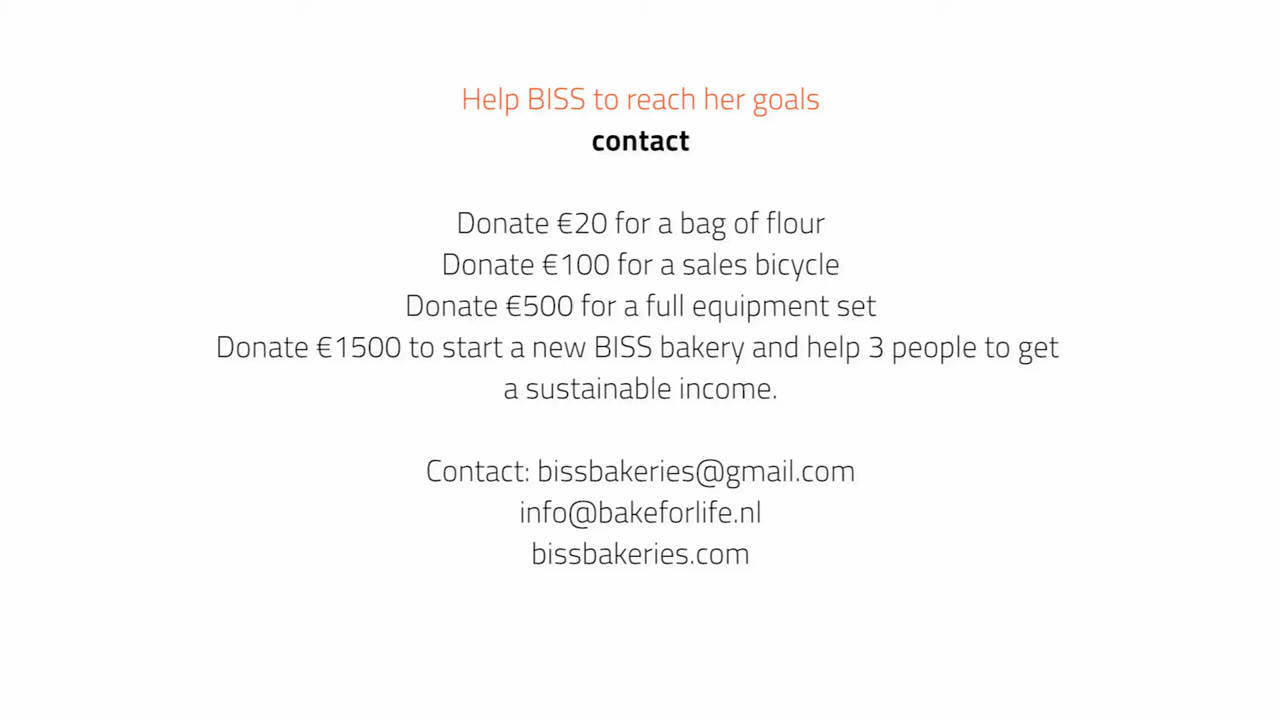 Help BISS to reach her goals
contact
Donate €20 for a bag of flour
Donate €100 for a sales bicycle
Donate €500 for a full equipment set
Donate €1500 to start a new BISS bakery and help 3 people to get
a sustainable income.
Contact: bissbakeries@gmail.com
info@bakeforlife.nl
bissbakeries.com